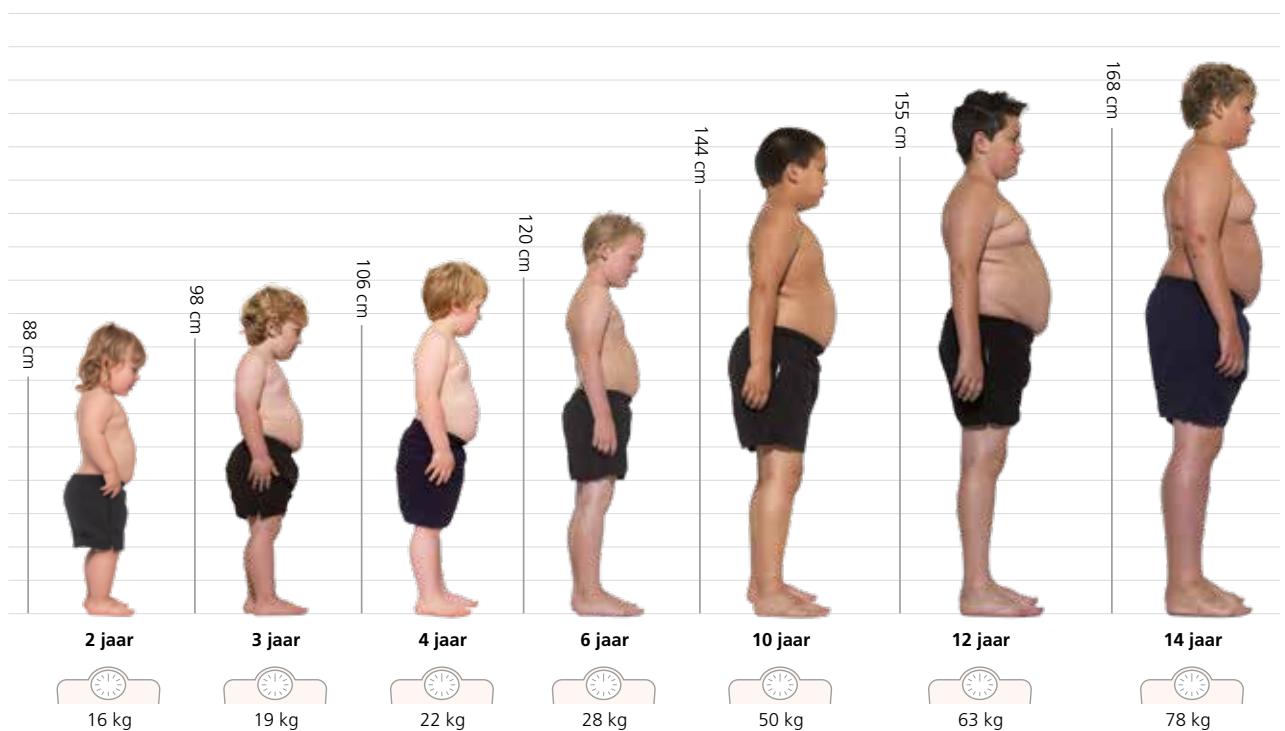 88 cm
98 cm
106 cm
120 cm
144 cm
155 cm
168 cm
2 jaar
3 jaar
4 jaar
6 jaar
10 jaar
12 jaar
14 jaar
16 kg
19 kg
22 kg
28 kg
50 kg
63 kg
78 kg